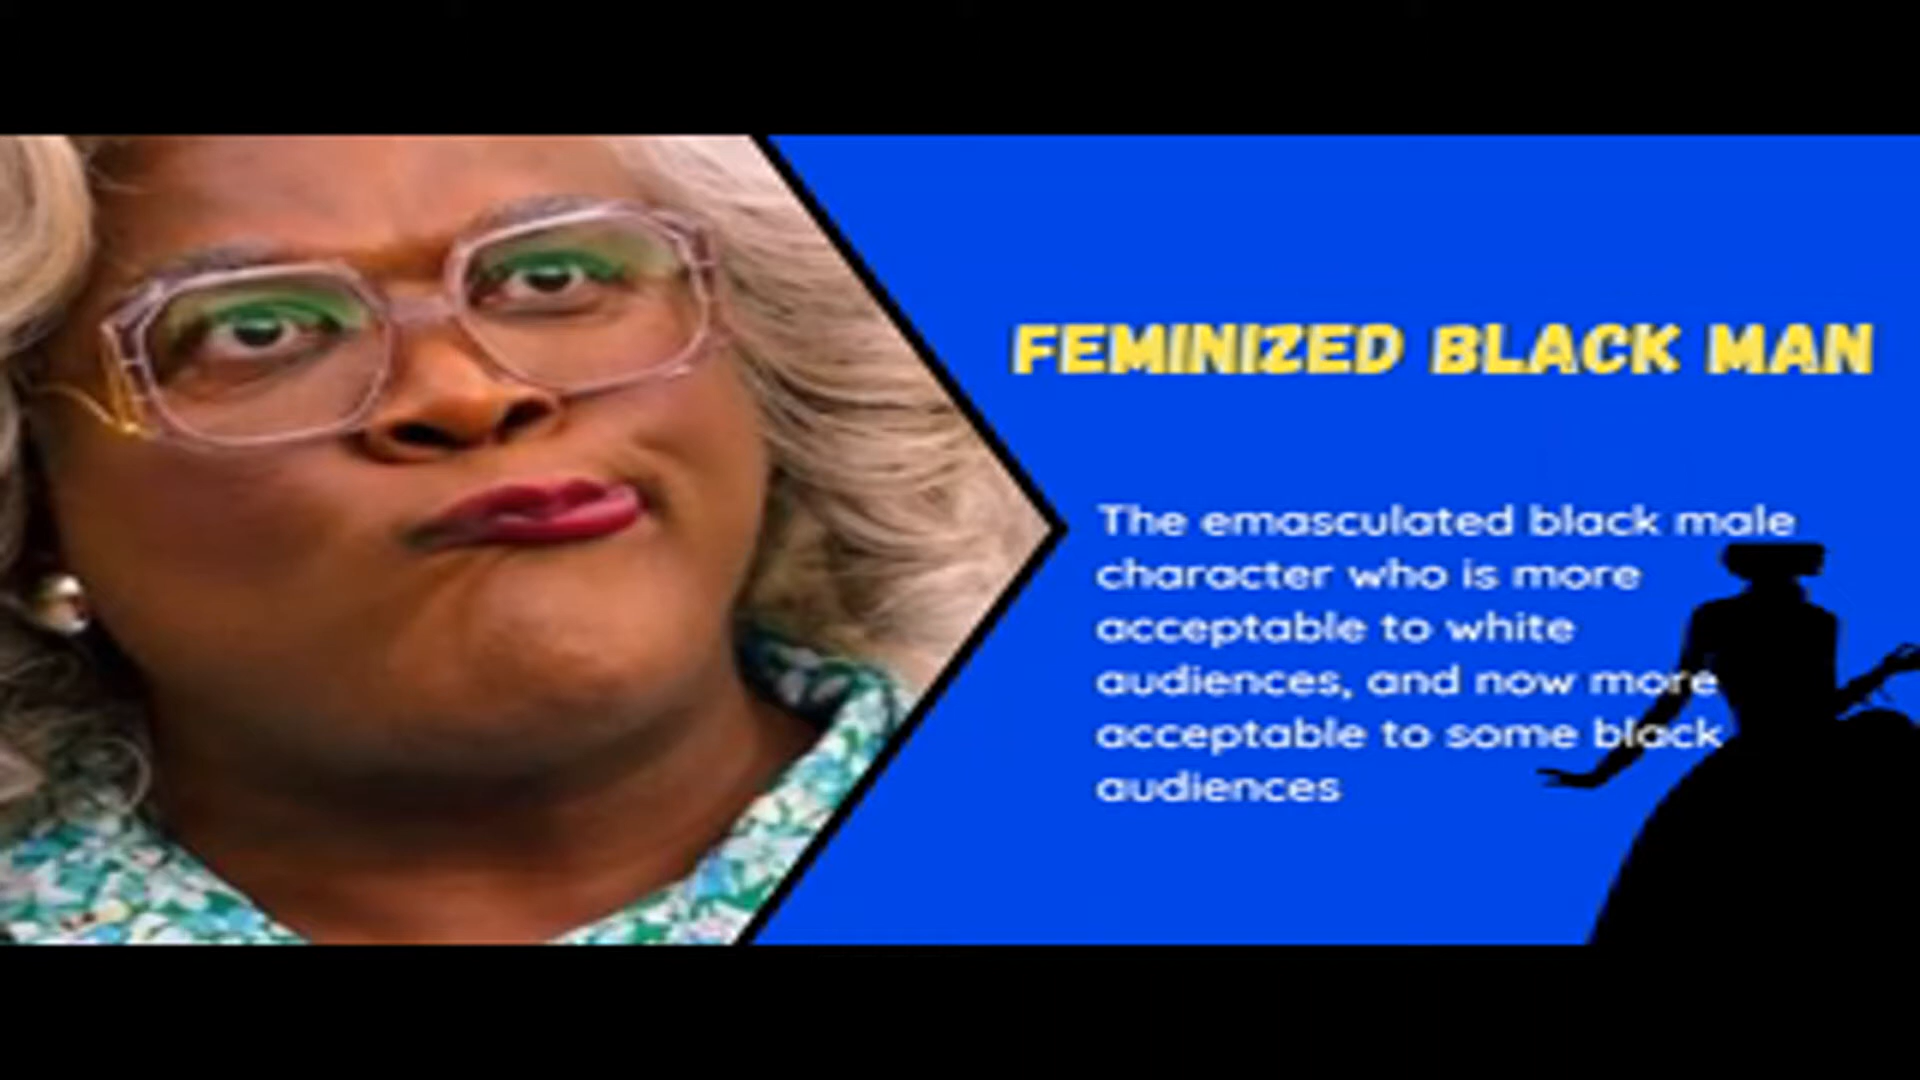 FEMINIZED BLACK MAN
The emasculated black male
character who is more
acceptable to white
audiences, and now more
acceptable to some black
audiences